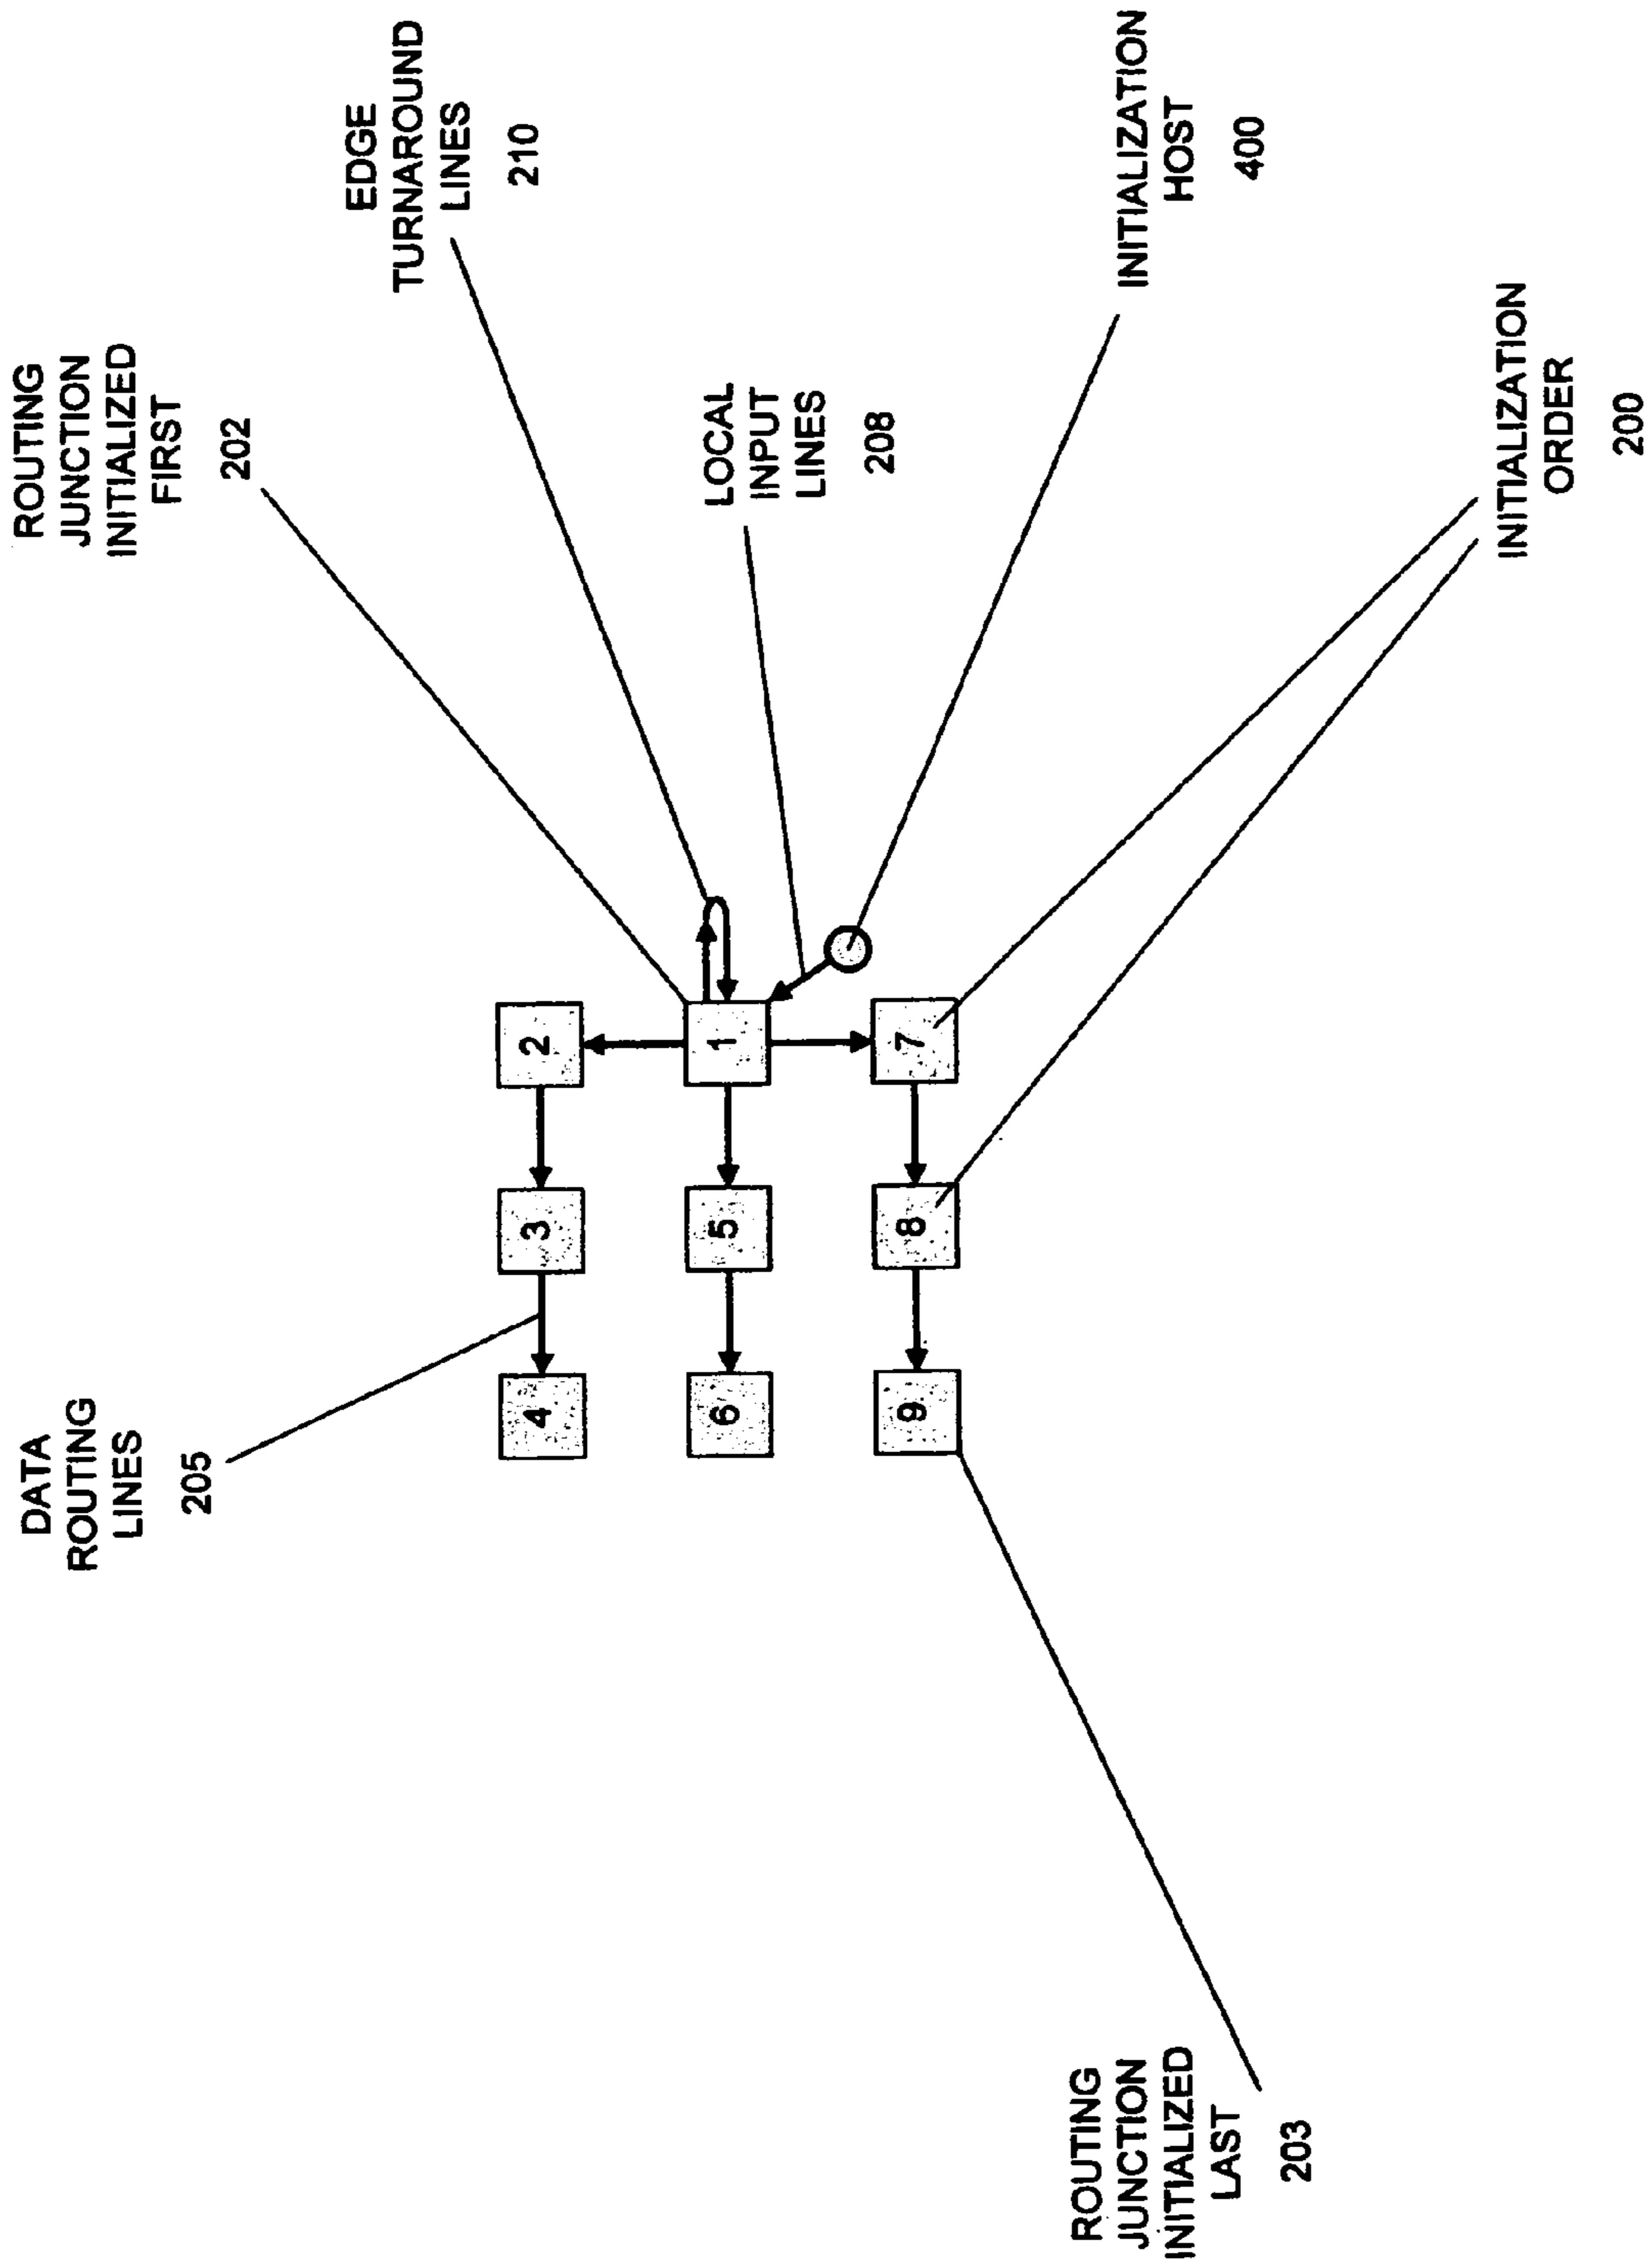 DATA
ROUTING
LINES
205
ROUTING
JUNCTION
INITIALIZED
FIRST
202
EDGE
TURNAROUND
LINES
210
4
3
2
6
5
1
9
8
7
LOCAL
INPUT
LINES
208
ROUTING
JUNCTION
INITIALIZED
LAST
203
INITIALIZATION
HOST
400
INITIALIZATION
ORDER
200